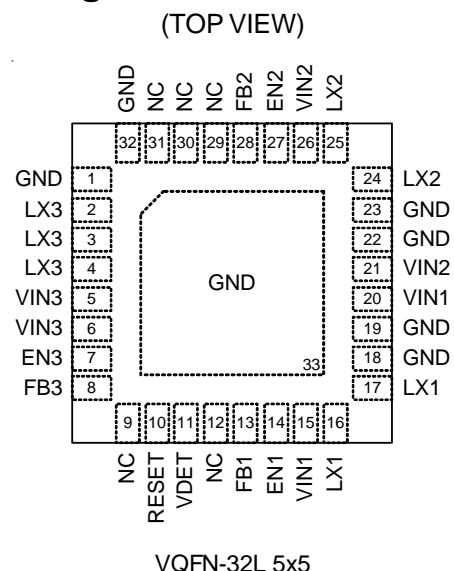 (TOP VIEW)
GND NC NC NC FB2 EN2 VIN2 LX2
32 31 30 29 28 27 26 25
GND 1 24 LX2
LX3 2 23 GND
LX3 3 22 GND
LX3 4 21 VIN2
GND
VIN3 5 20 VIN1
VIN3 6 19 GND
EN3 7 18 GND
33
FB3 8 17 LX1
9 10 11 12 13 14 15 16
NC RESET VDET NC FB1 EN1 VIN1 LX1
VQFN-32L 5x5